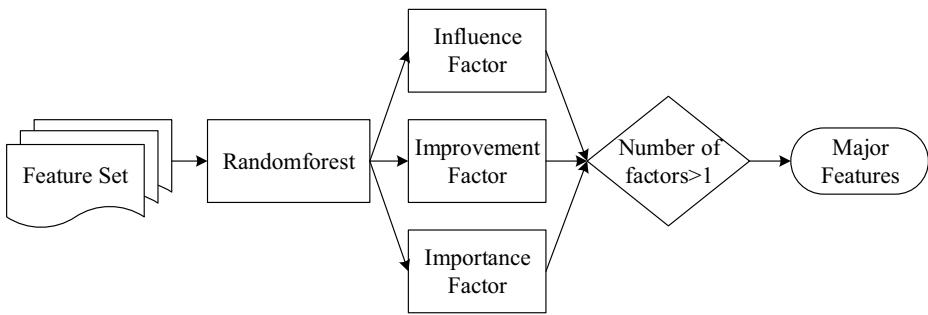 Feature Set
Randomforest
Influence
Factor
Improvement
Factor
Importance
Factor
Number of
factors>1
Major
Features